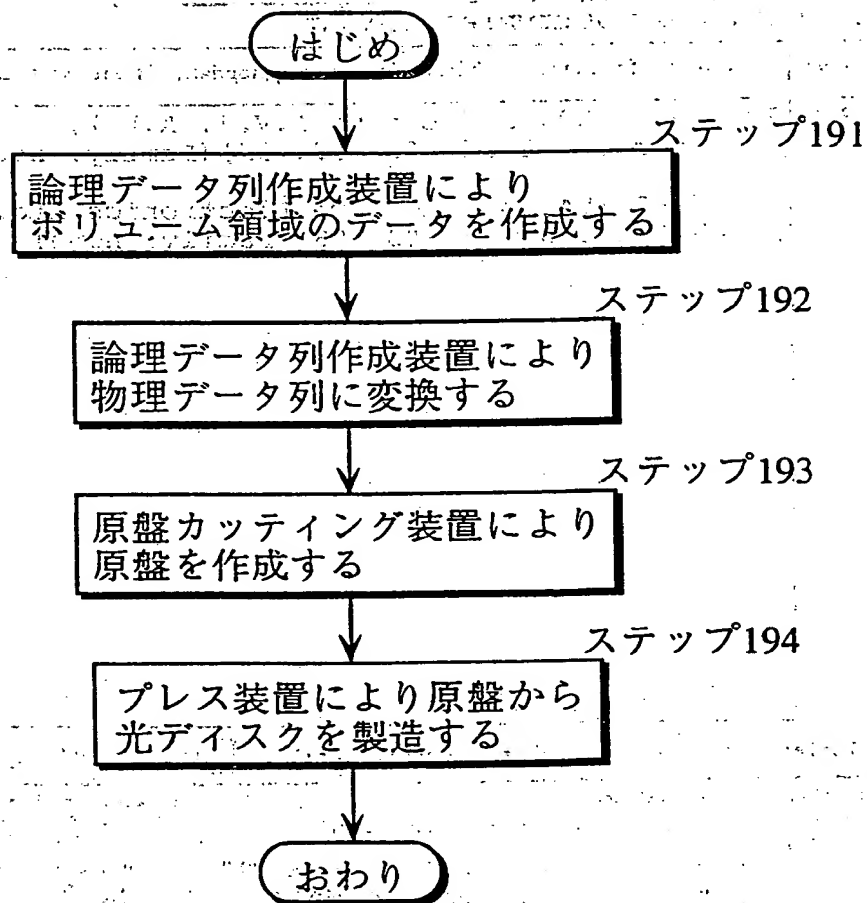 はじめ
ステップ191
論理データ列作成装置により
ボリューム領域のデータを作成する
ステップ192
論理データ列作成装置により
物理データ列に変換する
ステップ193
原盤カッティング装置により
原盤を作成する
ステップ194
プレス装置により原盤から
光ディスクを製造する
おわり